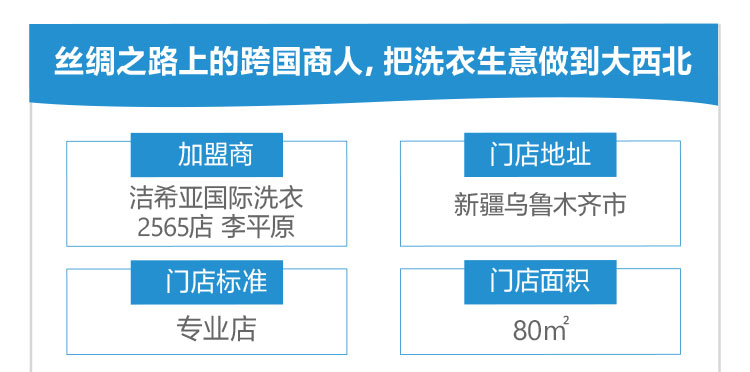 丝绸之路上的跨国商人, 把洗衣生意做到大西北
加盟商
洁希亚国际洗衣
2565店 李平原
门店地址
新疆乌鲁木齐市
门店标准
专业店
门店面积
80㎡